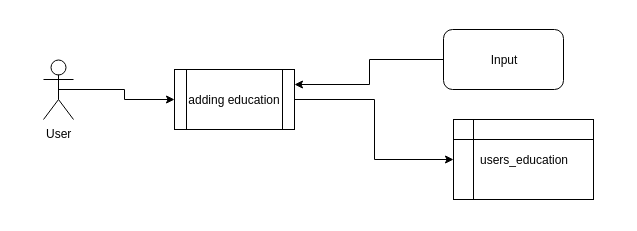 Input
adding education
User
users_education